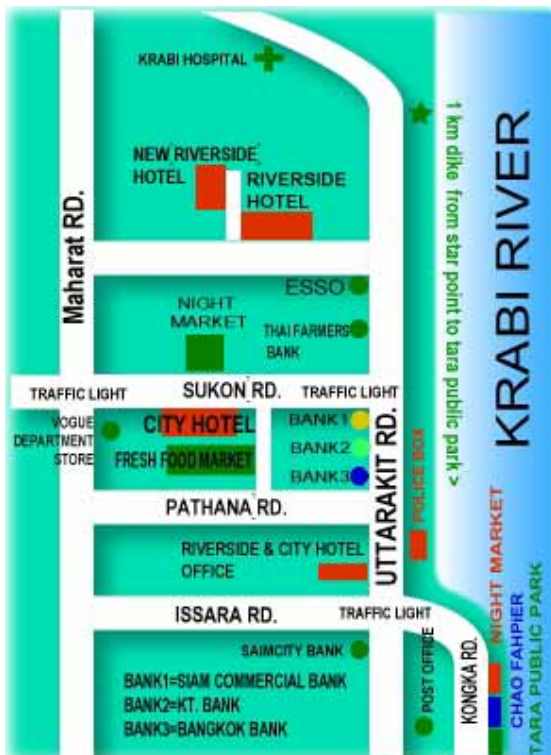 KRABI HOSPITAL
NEW RIVERSIDE
HOTEL
RIVERSIDE
HOTEL
Maharat RD.
1 km dike from star point to tara public park >
KRABI RIVER
ESSO
NIGHT
MARKET
THAI FARMERS
BANK
TRAFFIC LIGHT
SUKON RD.
TRAFFIC LIGHT
VOGUE
DEPARTMENT
STORE
CITY HOTEL
FRESH FOOD MARKET
BANK1
BANK2
BANK3
UTTARAKIT RD.
POLICE BOX
PATHANA RD.
RIVERSIDE & CITY HOTEL
OFFICE
ISSARA RD.
TRAFFIC LIGHT
SAIMCITY BANK
BANK1=SIAM COMMERCIAL BANK
BANK2=KT. BANK
BANK3=BANGKOK BANK
POST OFFICE
KONGKA RD.
NIGHT MARKET
CHAO FAHPIER
TARA PUBLIC PARK